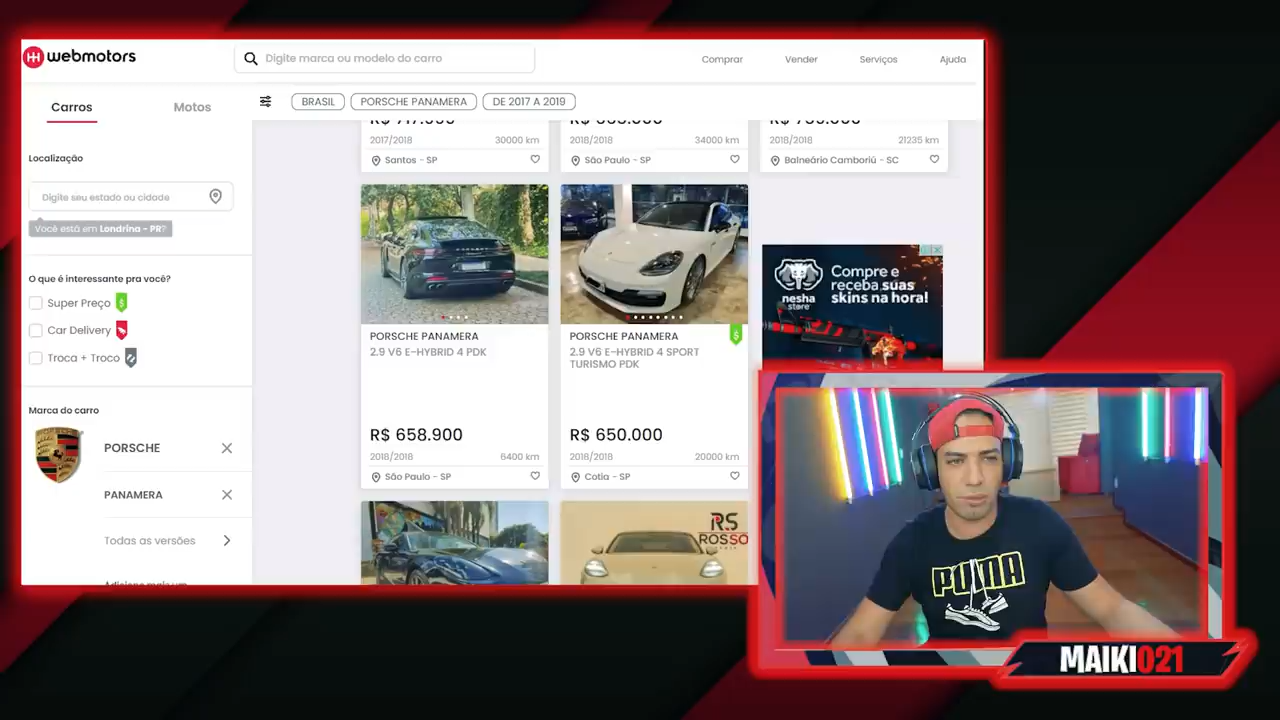 webmotors
Digite marca ou modelo do carro
Comprar
Vender
Serviços
Ajuda
Carros
Motos
BRASIL
PORSCHE PANAMERA
DE 2017 A 2019
2017/2018
30000 km
Santos - SP
2018/2018
34000 km
São Paulo - SP
2018/2018
21235 km
Balneário Camboriú - SC
Localização
Digite seu estado ou cidade
Você está em Londrina - PR?
O que é interessante pra você?
Super Preço
Car Delivery
Troca + Troco
Marca do carro
PORSCHE
PANAMERA
Todas as versões
PORSCHE PANAMERA
2.9 V6 E-HYBRID 4 PDK
R$ 658.900
2018/2018
6400 km
São Paulo - SP
PORSCHE PANAMERA
2.9 V6 E-HYBRID 4 SPORT
TURISMO PDK
R$ 650.000
2018/2018
20000 km
Cotia - SP
nesha
store
Compre e
receba suas
skins na hora!
RS
ROSSO
PUMA
MAIKI021